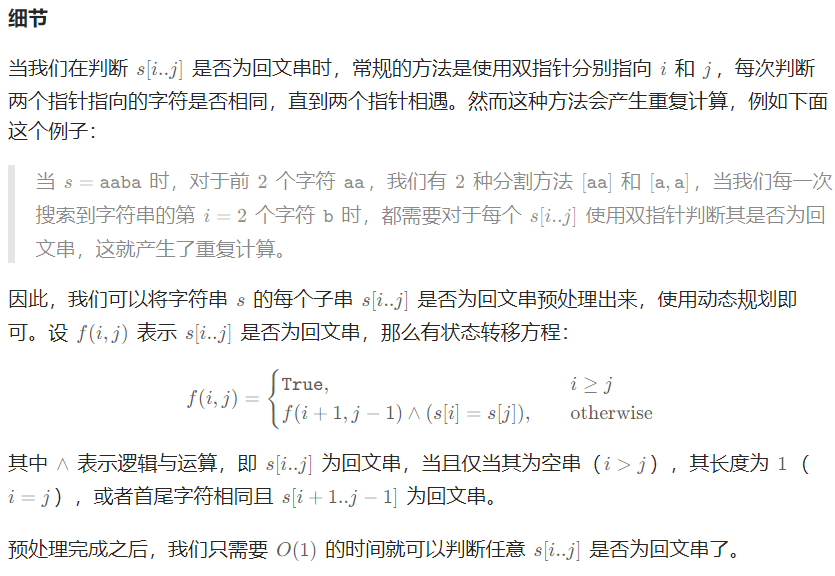 细节
当我们在判断 s[i..j] 是否为回文串时，常规的方法是使用双指针分别指向 i 和 j，每次判断
两个指针指向的字符是否相同，直到两个指针相遇。然而这种方法会产生重复计算，例如下面
这个例子：
当 s = aaba 时，对于前 2 个字符 aa，我们有 2 种分割方法 [aa] 和 [a, a]，当我们每一次
搜索到字符串的第 i = 2 个字符 b 时，都需要对于每个 s[i..j] 使用双指针判断其是否为回
文串，这就产生了重复计算。
因此，我们可以将字符串 s 的每个子串 s[i..j] 是否为回文串预处理出来，使用动态规划即
可。设 f(i, j) 表示 s[i..j] 是否为回文串，那么有状态转移方程：
f(i, j) = { True, i ≥ j
f(i + 1, j − 1) ∧ (s[i] = s[j]), otherwise
其中 ∧ 表示逻辑与运算，即 s[i..j] 为回文串，当且仅当其为空串（i > j），其长度为 1（
i = j），或者首尾字符相同且 s[i + 1..j − 1] 为回文串。
预处理完成之后，我们只需要 O(1) 的时间就可以判断任意 s[i..j] 是否为回文串了。